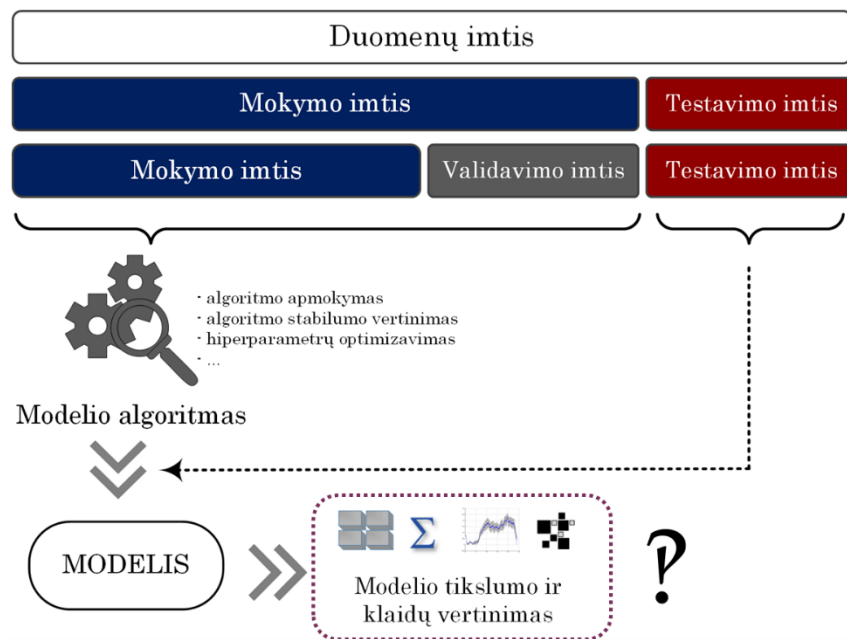 Duomenų imtis
Mokymo imtis
Testavimo imtis
Mokymo imtis
Validavimo imtis
Testavimo imtis
- algoritmo apmokymas
- algoritmo stabilumo vertinimas
- hiperparametrų optimizavimas
- ...
Modelio algoritmas
MODELIS
Σ
Modelio tikslumo ir
klaidų vertinimas
?